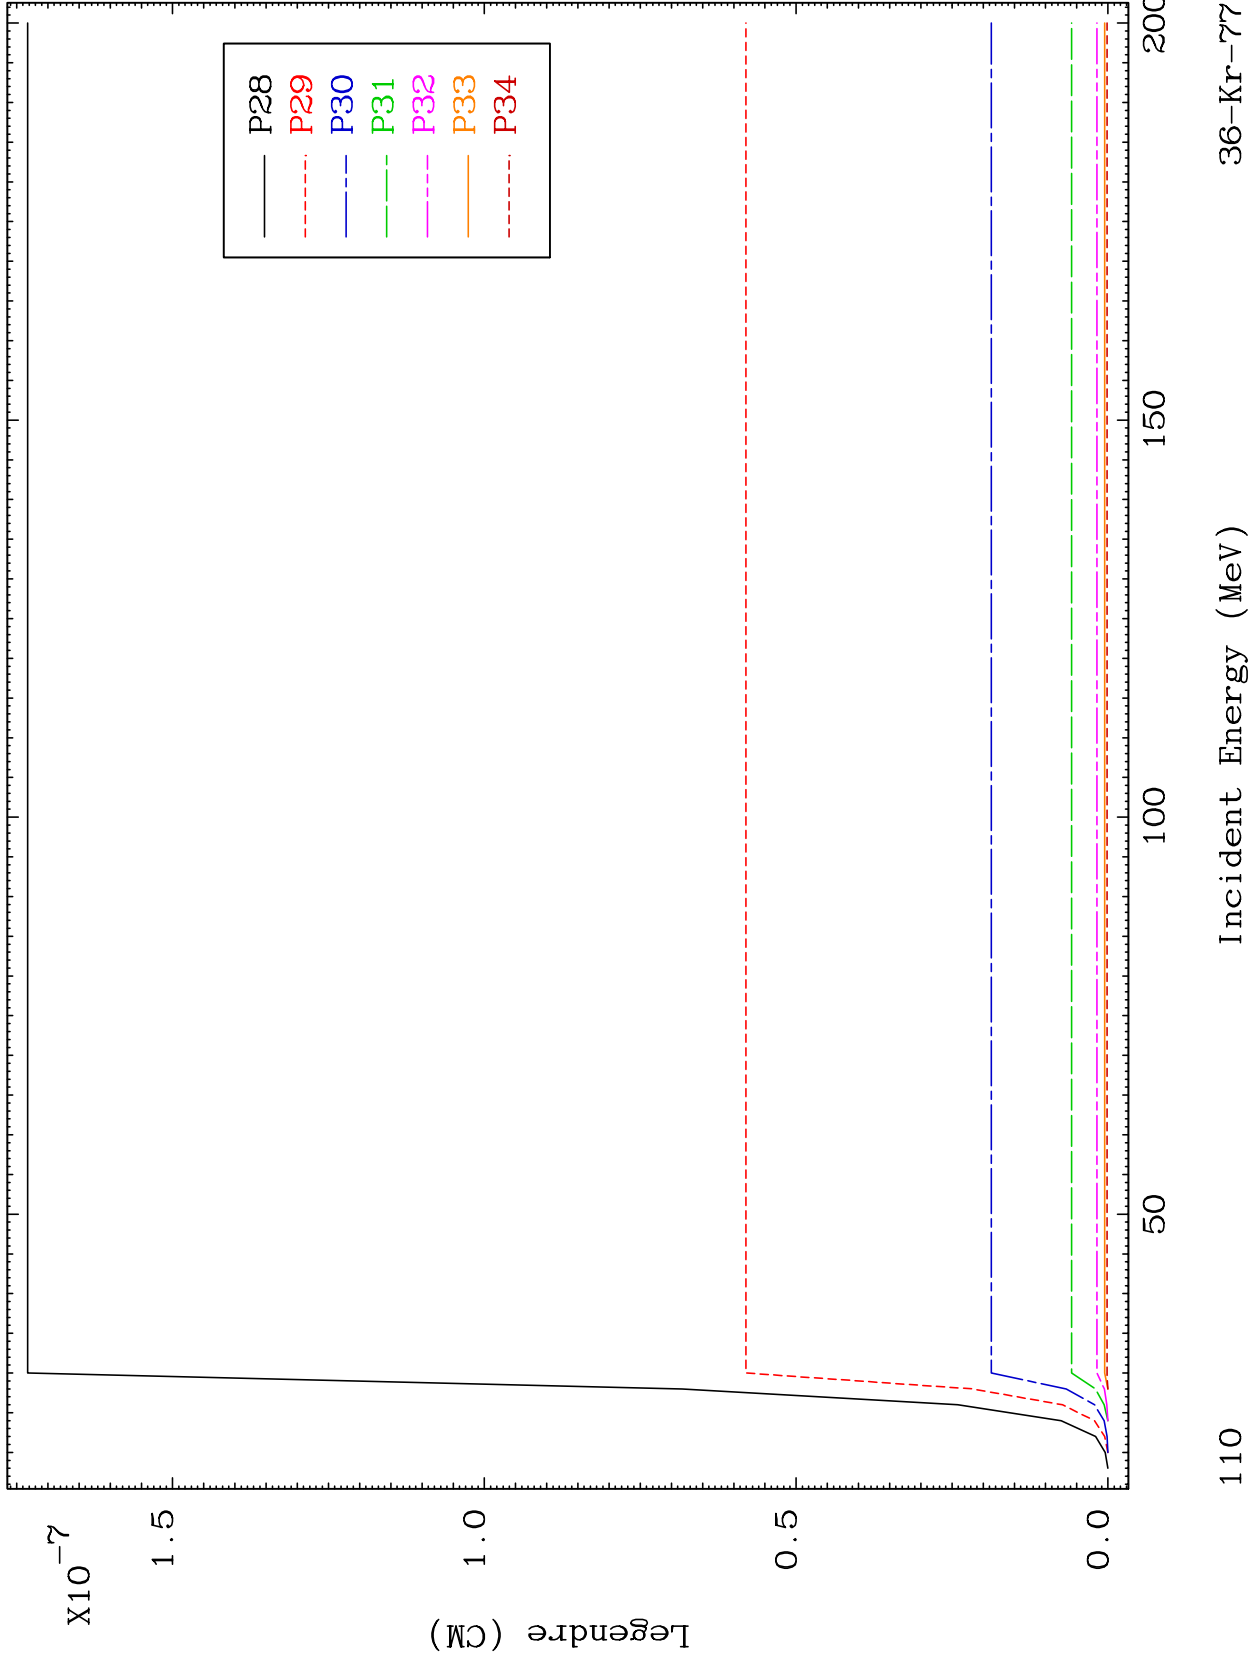 X10-7
1.5
1.0
0.5
0.0
Legendre (CM)
P28
P29
P30
P31
P32
P33
P34
50
100
150
200
Incident Energy (MeV)
110
36-Kr-77